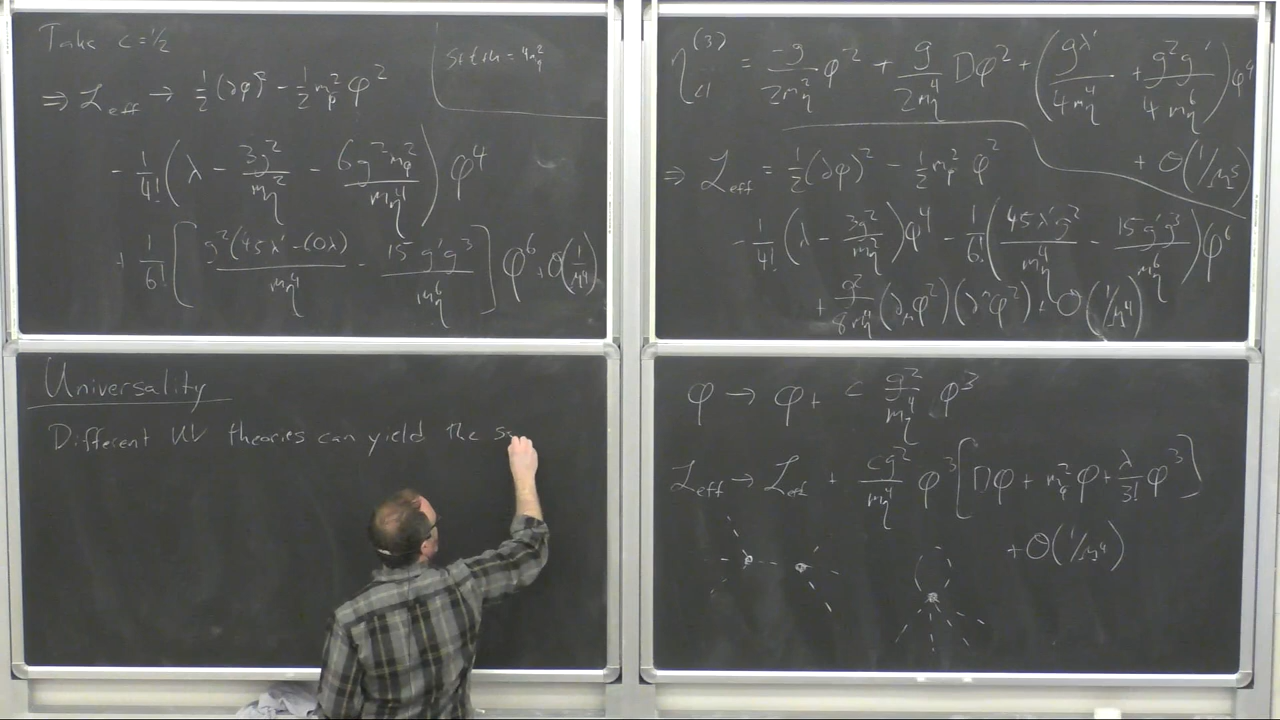 Take c = 1/2
s+t+u = 4m_φ^2
⇒ ℒ_eff → 1/2 (∂φ)^2 - 1/2 m_φ^2 φ^2
- 1/4! (λ - 3g^2/m_η^2 - 6g^2 m_φ^2/m_η^4) φ^4
+ 1/6! [g^2(45λ' - 60λ)/m_η^4 - 15 g' g^3/m_η^6] φ^6 + O(1/M^4)
Universality
Different UV theories can yield the
η_cl^(3) = -g/2m_η^2 φ^2 + g/2m_η^4 □φ^2 + (gλ'/4m_η^4 + g^2 g'/4m_η^6) φ^4
+ O(1/M^5)
⇒ ℒ_eff = 1/2 (∂φ)^2 - 1/2 m_φ^2 φ^2
- 1/4! (λ - 3g^2/m_η^2) φ^4 - 1/6! (45λ'g^2/m_η^4 - 15g'g^3/m_η^6) φ^6
+ g^2/8m_η^4 (∂_μ φ^2)(∂^μ φ^2) + O(1/M^4)
φ → φ + c g^2/m_η^4 φ^3
ℒ_eff → ℒ_eff + cg^2/m_η^4 φ^3 [□φ + m_φ^2 φ + λ/3! φ^3]
+ O(1/M^4)